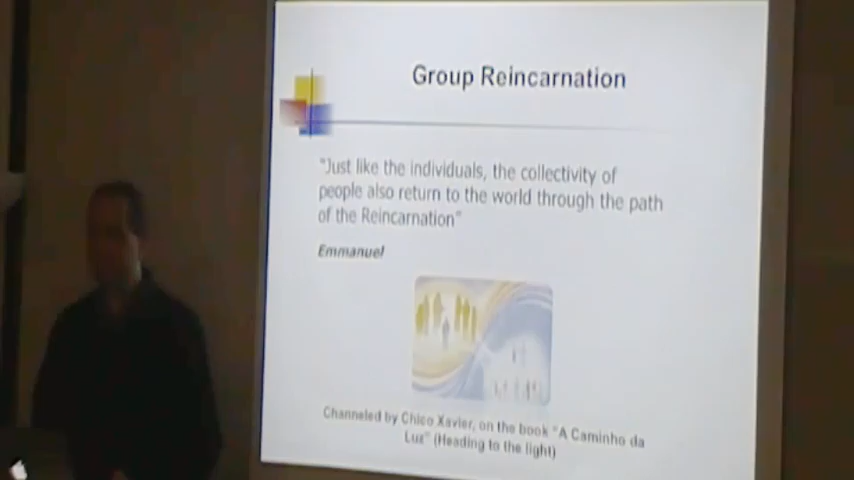 Group Reincarnation
"Just like the individuals, the collectivity of
people also return to the world through the path
of the Reincarnation"
Emmanuel
Channeled by Chico Xavier, on the book "A Caminho da
Luz" (Heading to the light)